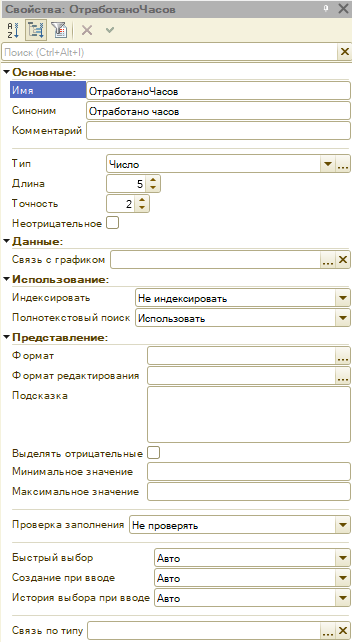 Свойства: ОтработаноЧасов
Поиск (Ctrl+Alt+I)
Основные:
Имя ОтработаноЧасов
Синоним Отработано часов
Комментарий
Тип Число
Длина 5
Точность 2
Неотрицательное
Данные:
Связь с графиком
Использование:
Индексировать Не индексировать
Полнотекстовый поиск Использовать
Представление:
Формат
Формат редактирования
Подсказка
Выделять отрицательные
Минимальное значение
Максимальное значение
Проверка заполнения Не проверять
Быстрый выбор Авто
Создание при вводе Авто
История выбора при вводе Авто
Связь по типу